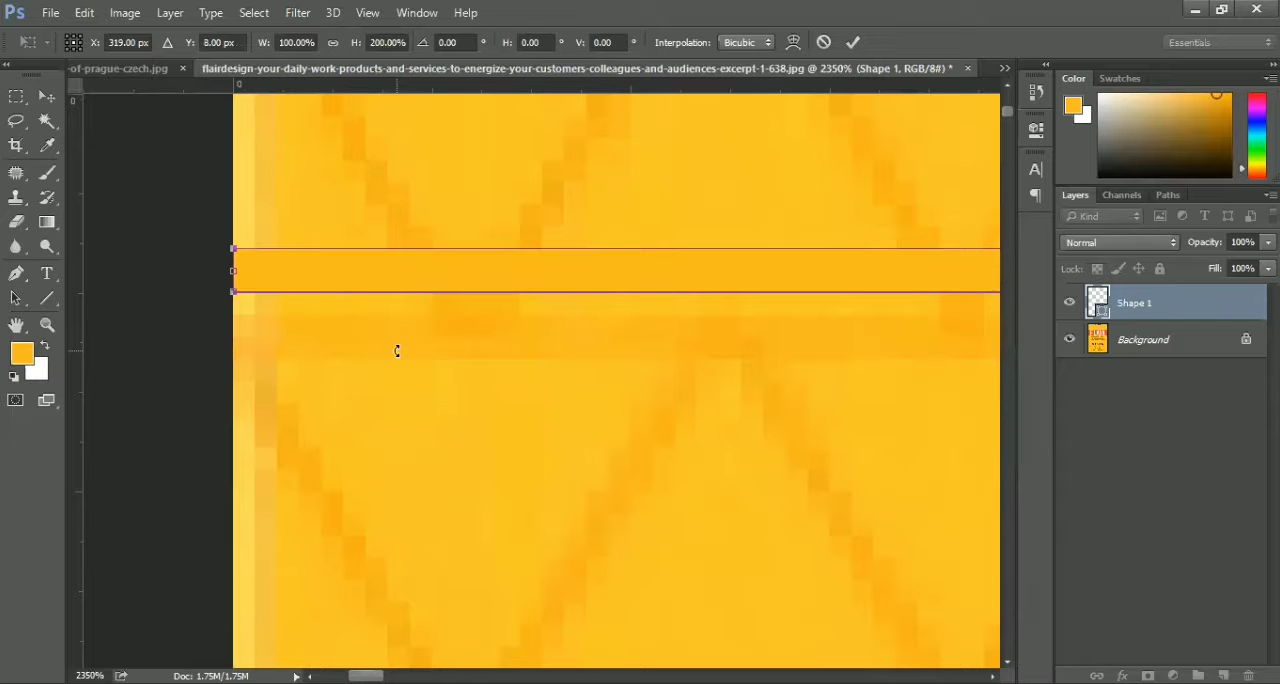 Ps File Edit Image Layer Type Select Filter 3D View Window Help
X: 319.00 px Y: 8.00 px W: 100.00% H: 200.00% 0.00 ° H: 0.00 ° V: 0.00 ° Interpolation: Bicubic Essentials
-of-prague-czech.jpg × flairdesign-your-daily-work-products-and-services-to-energize-your-customers-colleagues-and-audiences-excerpt-1-638.jpg @ 2350% (Shape 1, RGB/8#) * ×
0
0
Color Swatches
Layers Channels Paths
Kind
Normal Opacity: 100%
Lock: Fill: 100%
Shape 1
Background
2350% Doc: 1.75M/1.75M